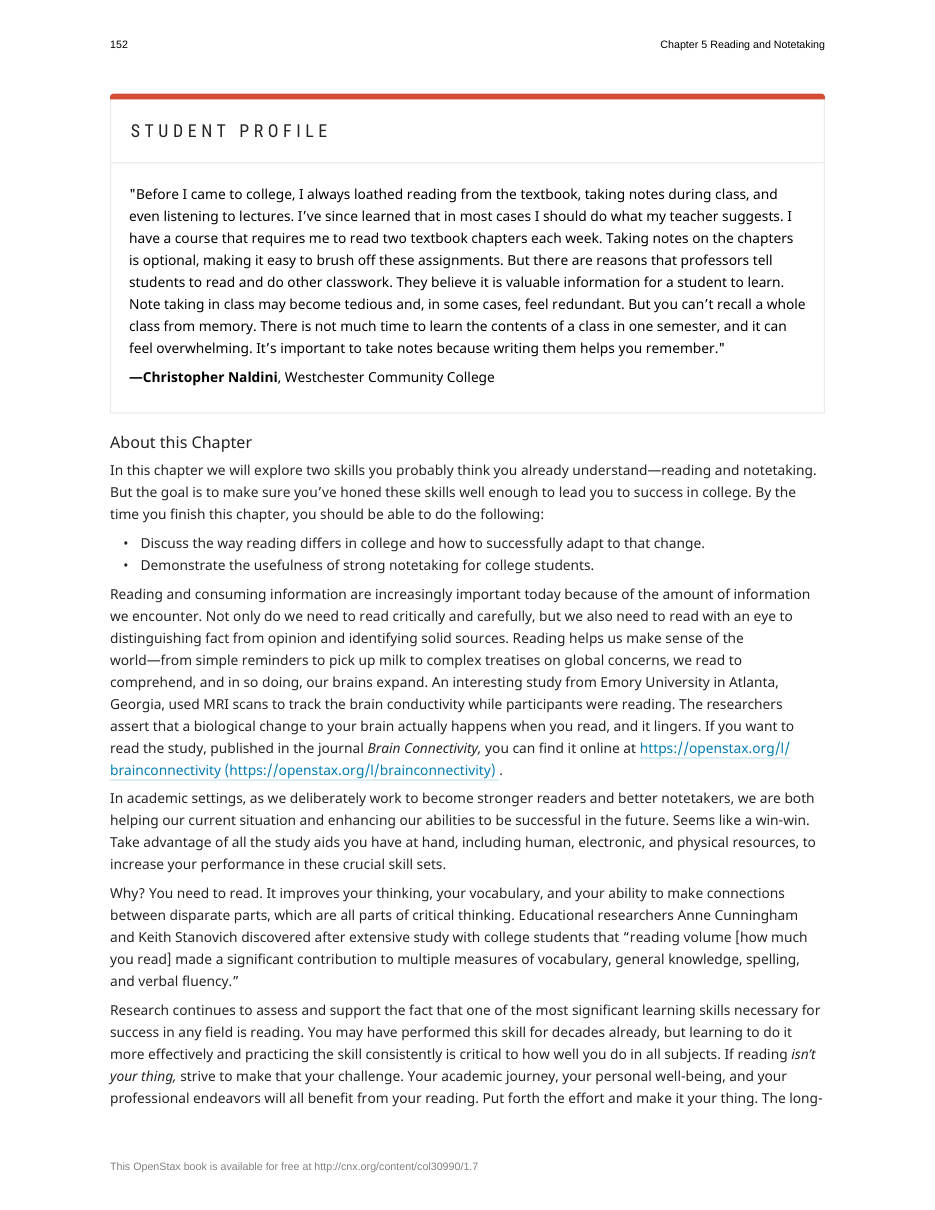 152
Chapter 5 Reading and Notetaking
STUDENT PROFILE
"Before I came to college, I always loathed reading from the textbook, taking notes during class, and
even listening to lectures. I’ve since learned that in most cases I should do what my teacher suggests. I
have a course that requires me to read two textbook chapters each week. Taking notes on the chapters
is optional, making it easy to brush off these assignments. But there are reasons that professors tell
students to read and do other classwork. They believe it is valuable information for a student to learn.
Note taking in class may become tedious and, in some cases, feel redundant. But you can’t recall a whole
class from memory. There is not much time to learn the contents of a class in one semester, and it can
feel overwhelming. It’s important to take notes because writing them helps you remember."
—Christopher Naldini, Westchester Community College
About this Chapter
In this chapter we will explore two skills you probably think you already understand—reading and notetaking.
But the goal is to make sure you’ve honed these skills well enough to lead you to success in college. By the
time you finish this chapter, you should be able to do the following:
• Discuss the way reading differs in college and how to successfully adapt to that change.
• Demonstrate the usefulness of strong notetaking for college students.
Reading and consuming information are increasingly important today because of the amount of information
we encounter. Not only do we need to read critically and carefully, but we also need to read with an eye to
distinguishing fact from opinion and identifying solid sources. Reading helps us make sense of the
world—from simple reminders to pick up milk to complex treatises on global concerns, we read to
comprehend, and in so doing, our brains expand. An interesting study from Emory University in Atlanta,
Georgia, used MRI scans to track the brain conductivity while participants were reading. The researchers
assert that a biological change to your brain actually happens when you read, and it lingers. If you want to
read the study, published in the journal Brain Connectivity, you can find it online at https://openstax.org/l/
brainconnectivity (https://openstax.org/l/brainconnectivity) .
In academic settings, as we deliberately work to become stronger readers and better notetakers, we are both
helping our current situation and enhancing our abilities to be successful in the future. Seems like a win-win.
Take advantage of all the study aids you have at hand, including human, electronic, and physical resources, to
increase your performance in these crucial skill sets.
Why? You need to read. It improves your thinking, your vocabulary, and your ability to make connections
between disparate parts, which are all parts of critical thinking. Educational researchers Anne Cunningham
and Keith Stanovich discovered after extensive study with college students that “reading volume [how much
you read] made a significant contribution to multiple measures of vocabulary, general knowledge, spelling,
and verbal fluency.”
Research continues to assess and support the fact that one of the most significant learning skills necessary for
success in any field is reading. You may have performed this skill for decades already, but learning to do it
more effectively and practicing the skill consistently is critical to how well you do in all subjects. If reading isn’t
your thing, strive to make that your challenge. Your academic journey, your personal well-being, and your
professional endeavors will all benefit from your reading. Put forth the effort and make it your thing. The long-
This OpenStax book is available for free at http://cnx.org/content/col30990/1.7